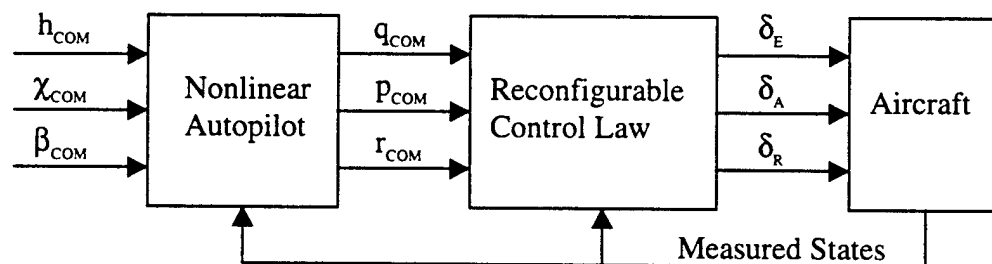 h_COM
χ_COM
β_COM
Nonlinear
Autopilot
q_COM
p_COM
r_COM
Reconfigurable
Control Law
δ_E
δ_A
δ_R
Aircraft
Measured States